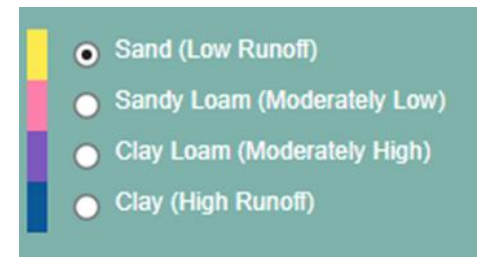 Sand (Low Runoff)
Sandy Loam (Moderately Low)
Clay Loam (Moderately High)
Clay (High Runoff)